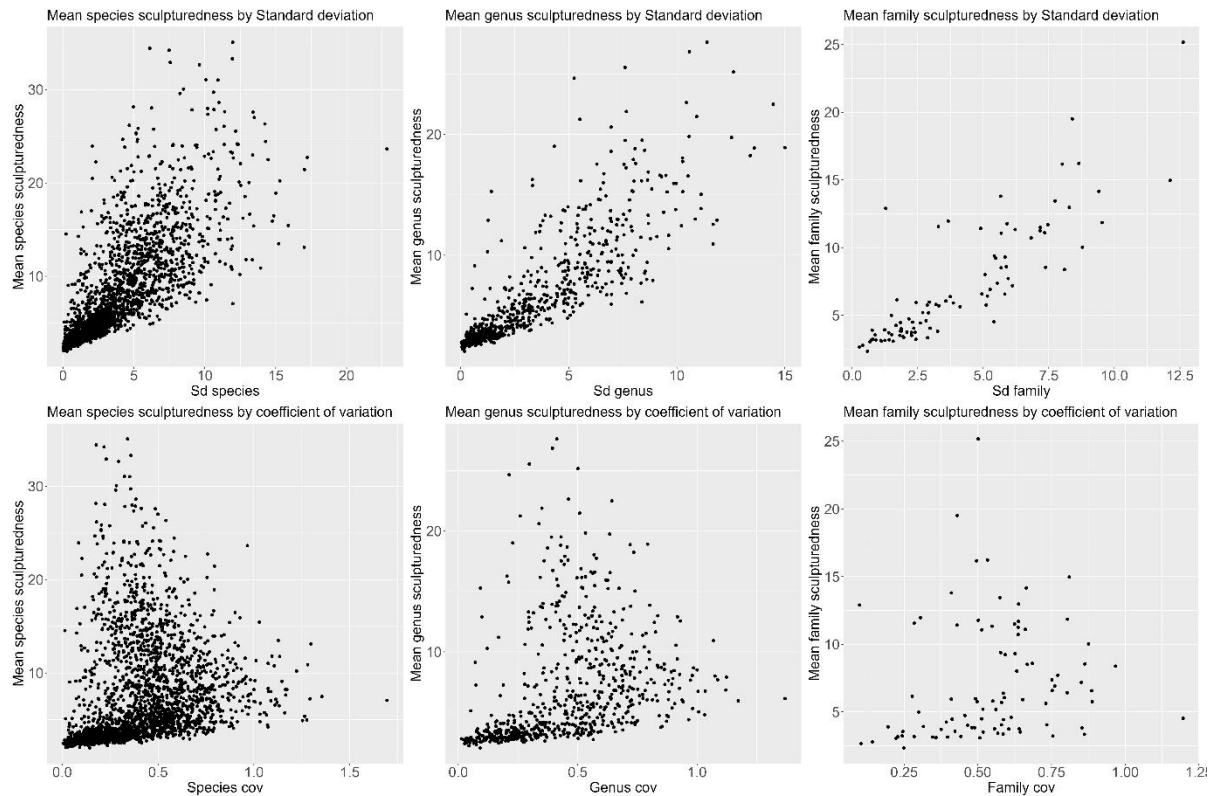 Mean species sculpturedness by Standard deviation
Mean species sculpturedness
30
20
10
0 5 10 15 20
Sd species
Mean genus sculpturedness by Standard deviation
Mean genus sculpturedness
20
10
0 5 10 15
Sd genus
Mean family sculpturedness by Standard deviation
Mean family sculpturedness
25
20
15
10
5
0.0 2.5 5.0 7.5 10.0 12.5
Sd family
Mean species sculpturedness by coefficient of variation
Mean species sculpturedness
30
20
10
0.0 0.5 1.0 1.5
Species cov
Mean genus sculpturedness by coefficient of variation
Mean genus sculpturedness
20
10
0.0 0.5 1.0
Genus cov
Mean family sculpturedness by coefficient of variation
Mean family sculpturedness
25
20
15
10
5
0.25 0.50 0.75 1.00 1.25
Family cov